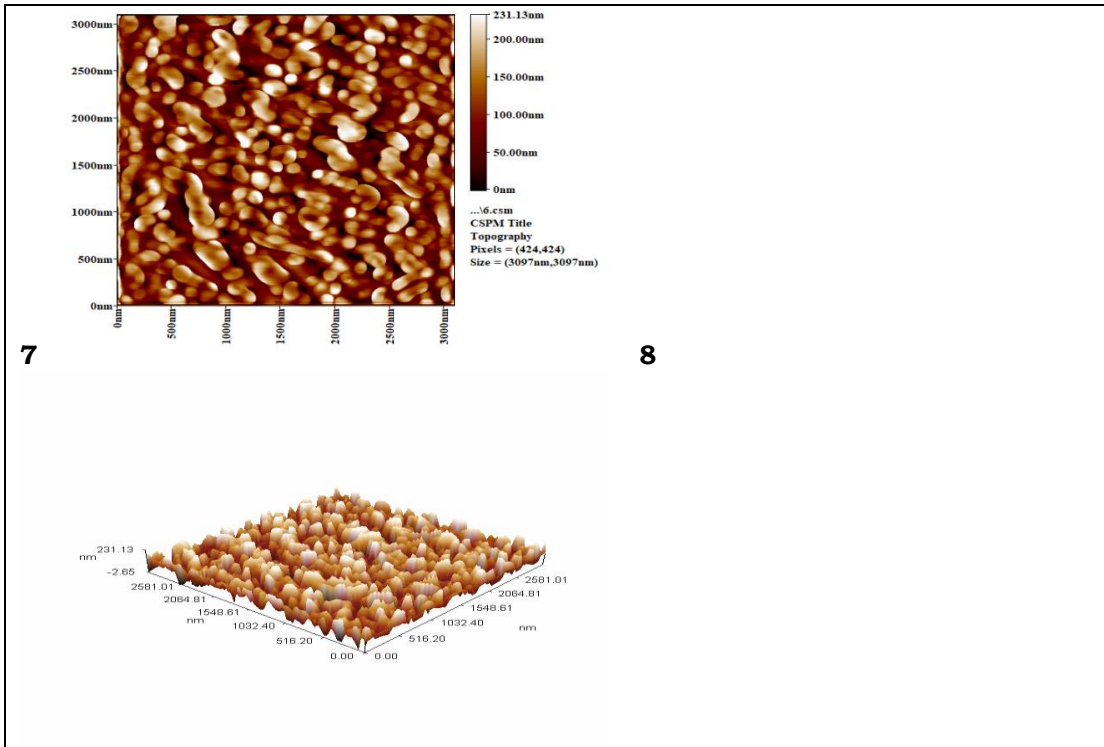 3000nm
2500nm
2000nm
1500nm
1000nm
500nm
0nm
0nm
500nm
1000nm
1500nm
2000nm
2500nm
3000nm
231.13nm
200.00nm
150.00nm
100.00nm
50.00nm
0nm
...\6.csm
CSPM Title
Topography
Pixels = (424,424)
Size = (3097nm,3097nm)
7
8
231.13
nm
-2.65
2581.01
2064.81
1548.61
nm
1032.40
516.20
0.00
0.00
516.20
1032.40
nm
1548.61
2064.81
2581.01